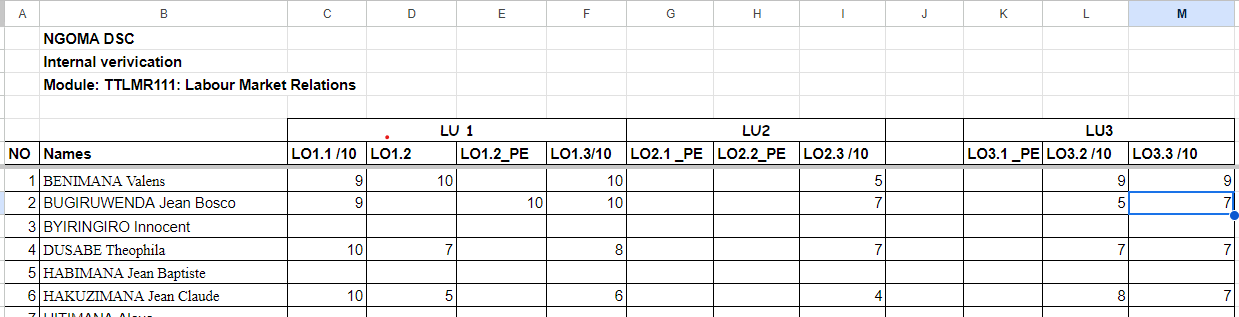 A B C D E F G H I J K L M
NGOMA DSC
Internal verivication
Module: TTLMR111: Labour Market Relations
LU 1 LU2 LU3
NO Names LO1.1 /10 LO1.2 LO1.2_PE LO1.3/10 LO2.1 _PE LO2.2_PE LO2.3 /10 LO3.1 _PE LO3.2 /10 LO3.3 /10
1 BENIMANA Valens 9 10 10 5 9 9
2 BUGIRUWENDA Jean Bosco 9 10 10 7 5 7
3 BYIRINGIRO Innocent
4 DUSABE Theophila 10 7 8 7 7 7
5 HABIMANA Jean Baptiste
6 HAKUZIMANA Jean Claude 10 5 6 4 8 7